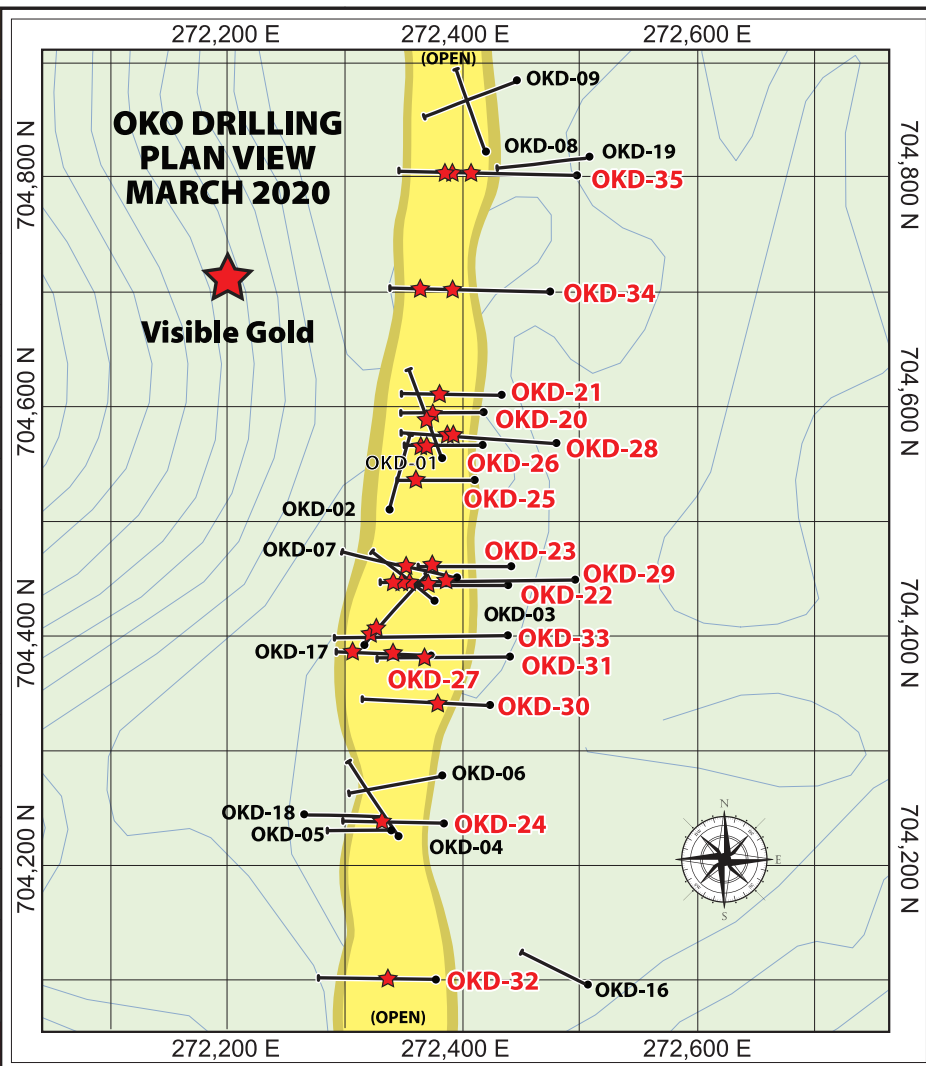 272,200 E
272,400 E
272,600 E
(OPEN)
OKD-09
OKO DRILLING
PLAN VIEW
MARCH 2020
704,800 N
704,800 N
OKD-08
OKD-19
OKD-35
OKD-34
Visible Gold
704,600 N
704,600 N
OKD-21
OKD-20
OKD-28
OKD-01
OKD-26
OKD-25
OKD-02
OKD-07
OKD-23
OKD-29
OKD-22
OKD-03
704,400 N
704,400 N
OKD-33
OKD-17
OKD-31
OKD-27
OKD-30
OKD-06
OKD-18
OKD-24
OKD-05
OKD-04
704,200 N
704,200 N
N
E
S
OKD-32
OKD-16
(OPEN)
272,200 E
272,400 E
272,600 E